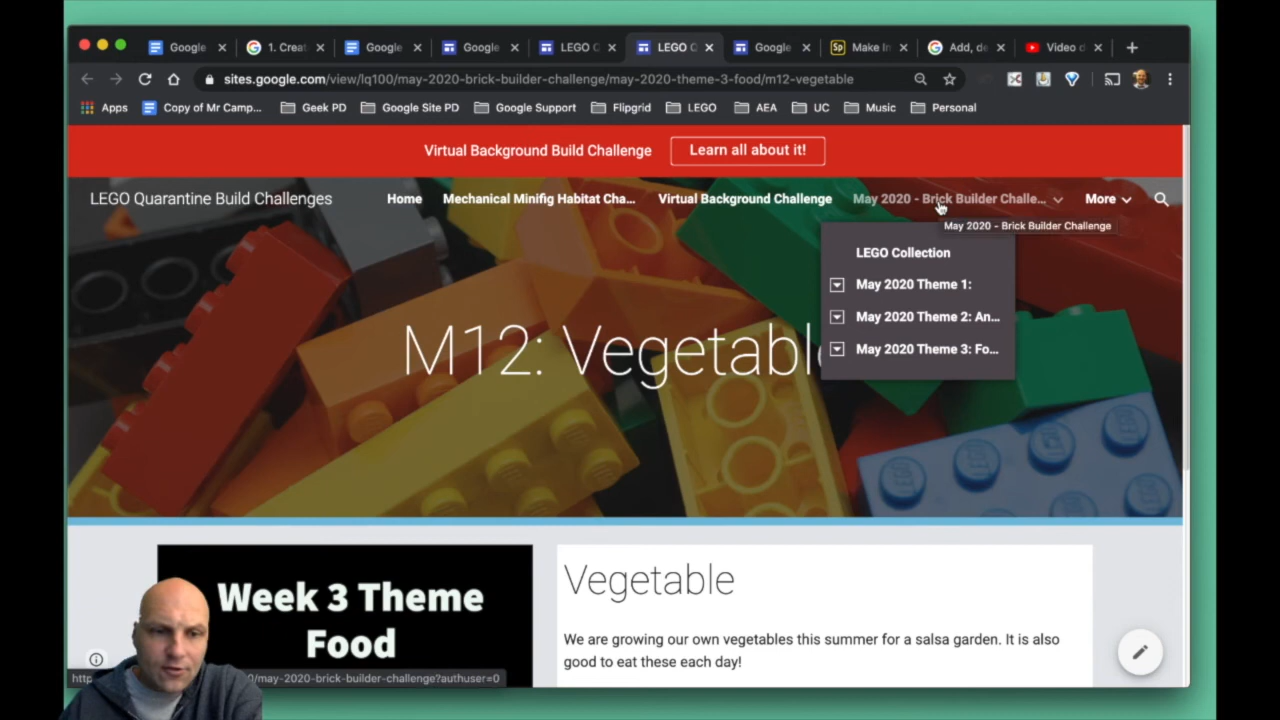 Google
1. Creat
Google
Google
LEGO Q
LEGO Q
Google
Make In
Add, de
Video d
sites.google.com/view/lq100/may-2020-brick-builder-challenge/may-2020-theme-3-food/m12-vegetable
Apps
Copy of Mr Camp...
Geek PD
Google Site PD
Google Support
Flipgrid
LEGO
AEA
UC
Music
Personal
Virtual Background Build Challenge
Learn all about it!
LEGO Quarantine Build Challenges
Home
Mechanical Minifig Habitat Cha...
Virtual Background Challenge
May 2020 - Brick Builder Challe...
More
May 2020 - Brick Builder Challenge
LEGO Collection
May 2020 Theme 1:
May 2020 Theme 2: An...
May 2020 Theme 3: Fo...
M12: Vegetabl
Week 3 Theme
Food
Vegetable
We are growing our own vegetables this summer for a salsa garden. It is also
good to eat these each day!
0/may-2020-brick-builder-challenge?authuser=0